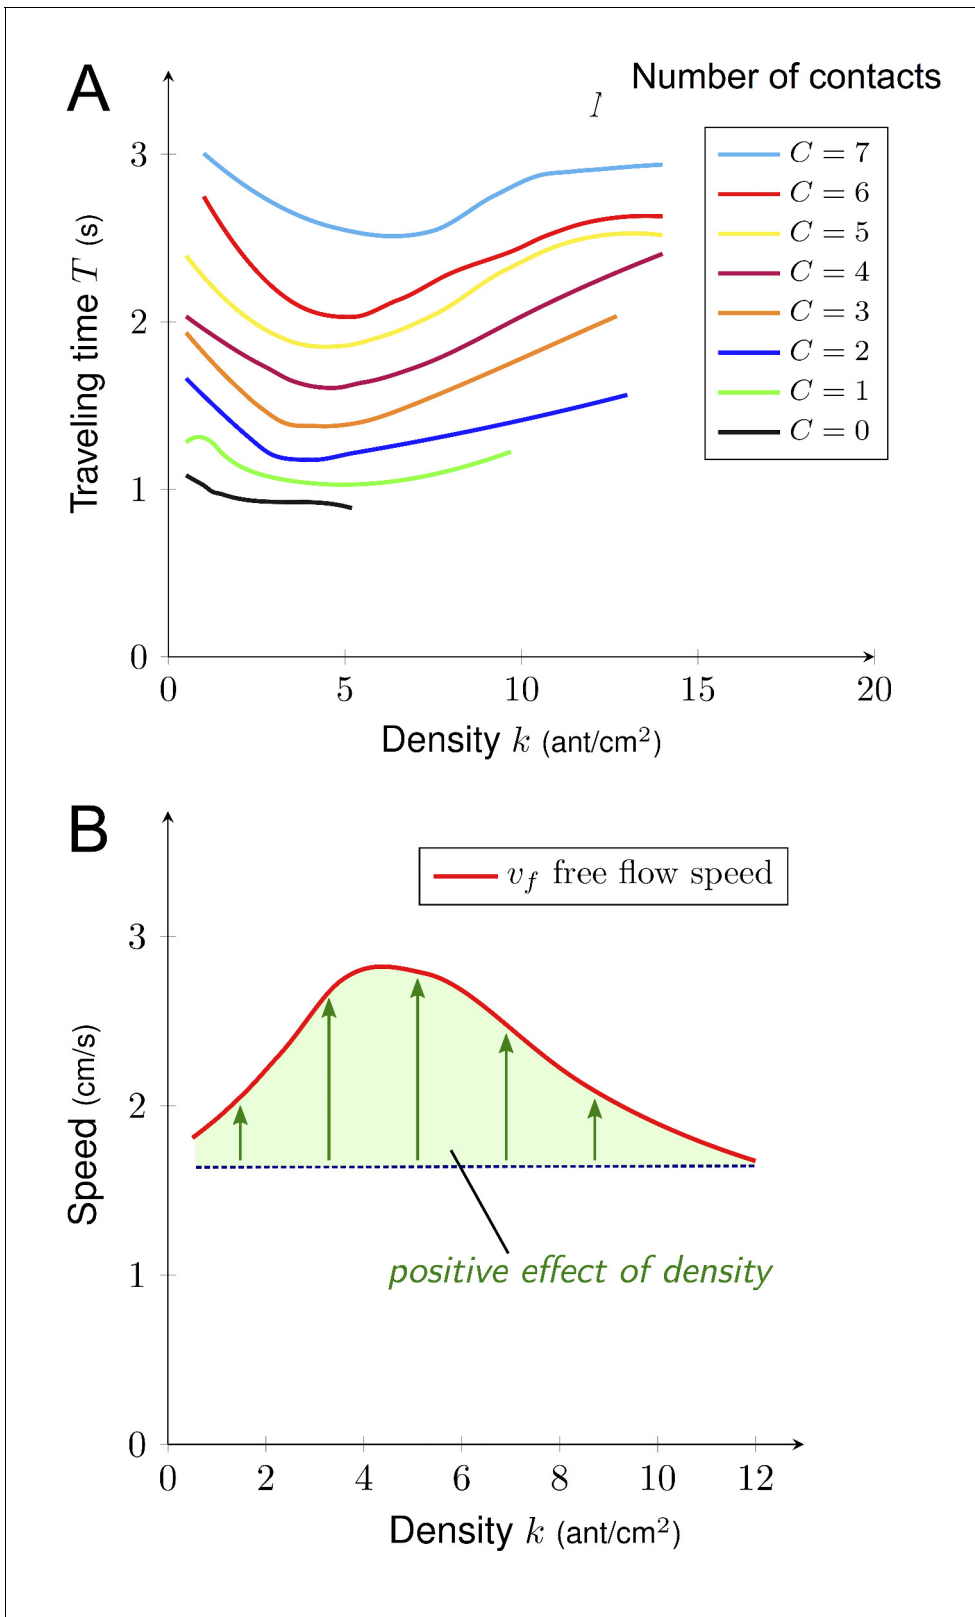 A
Number of contacts
C = 7
C = 6
C = 5
C = 4
C = 3
C = 2
C = 1
C = 0
Traveling time T (s)
3
2
1
0
0 5 10 15 20
Density k (ant/cm²)
B
v_f free flow speed
Speed (cm/s)
3
2
1
0
positive effect of density
0 2 4 6 8 10 12
Density k (ant/cm²)